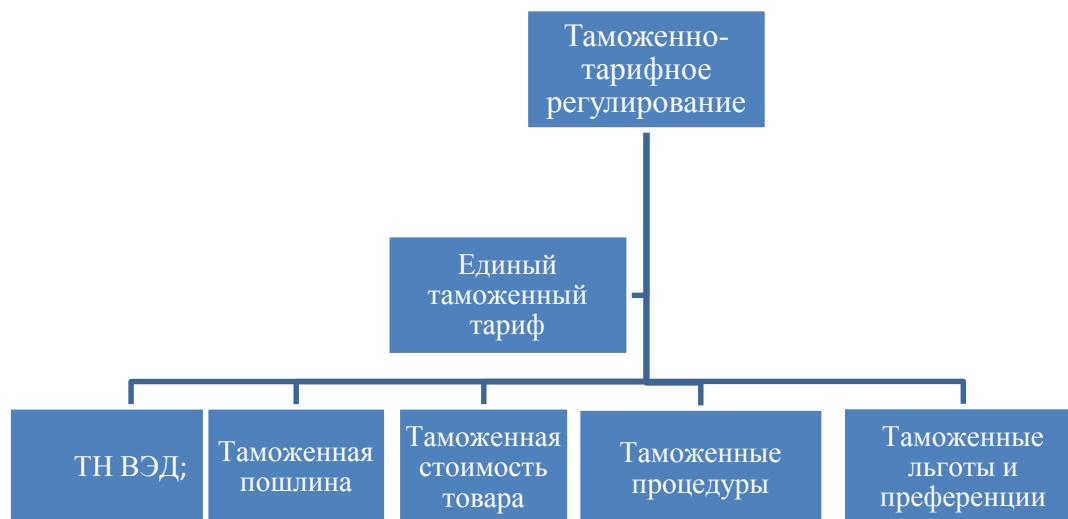 Таможенно-
тарифное
регулирование
Единый
таможенный
тариф
ТН ВЭД;
Таможенная
пошлина
Таможенная
стоимость
товара
Таможенные
процедуры
Таможенные
льготы и
преференции